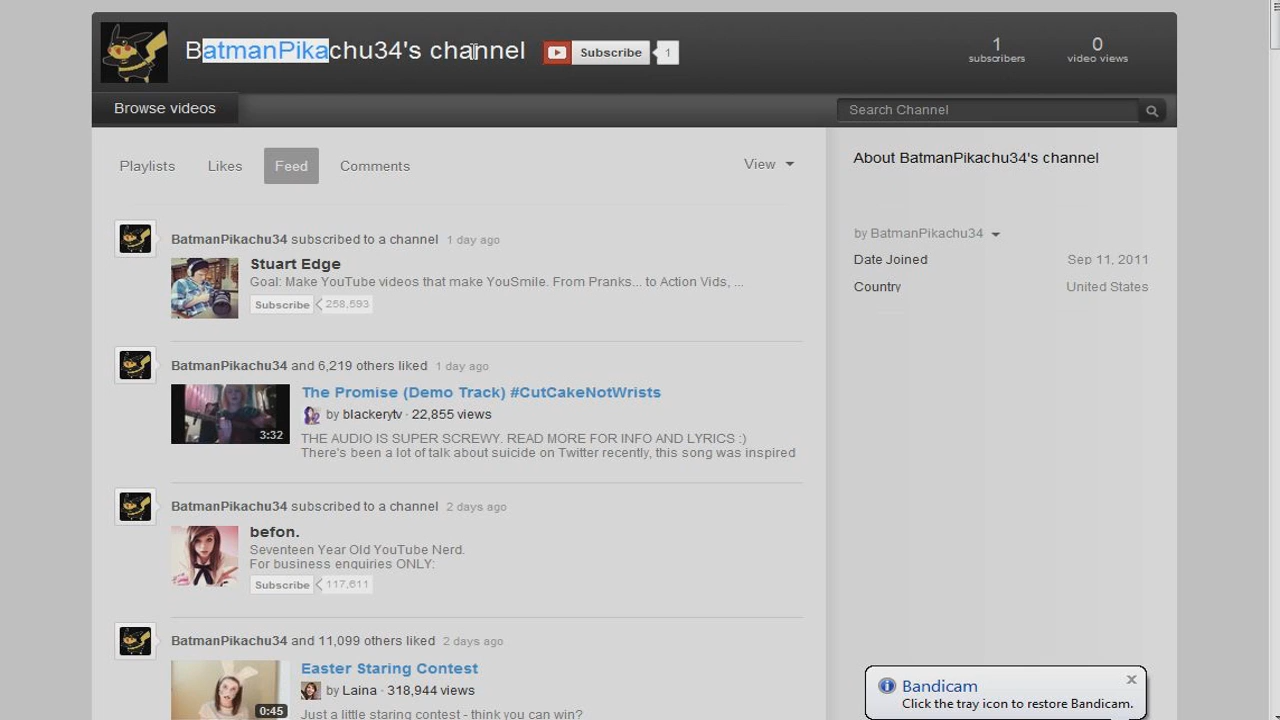 BatmanPikachu34's channel
Subscribe
1
1
subscribers
0
video views
Browse videos
Search Channel
Playlists
Likes
Feed
Comments
View
BatmanPikachu34 subscribed to a channel 1 day ago
Stuart Edge
Goal: Make YouTube videos that make YouSmile. From Pranks... to Action Vids, ...
Subscribe
258,593
BatmanPikachu34 and 6,219 others liked 1 day ago
The Promise (Demo Track) #CutCakeNotWrists
by blackerytv · 22,855 views
3:32
THE AUDIO IS SUPER SCREWY. READ MORE FOR INFO AND LYRICS :)
There's been a lot of talk about suicide on Twitter recently, this song was inspired
BatmanPikachu34 subscribed to a channel 2 days ago
befon.
Seventeen Year Old YouTube Nerd.
For business enquiries ONLY:
Subscribe
117,611
BatmanPikachu34 and 11,099 others liked 2 days ago
Easter Staring Contest
by Laina · 318,944 views
0:45
Just a little staring contest - think you can win?
About BatmanPikachu34's channel
by BatmanPikachu34
Date Joined
Sep 11, 2011
Country
United States
Bandicam
Click the tray icon to restore Bandicam.